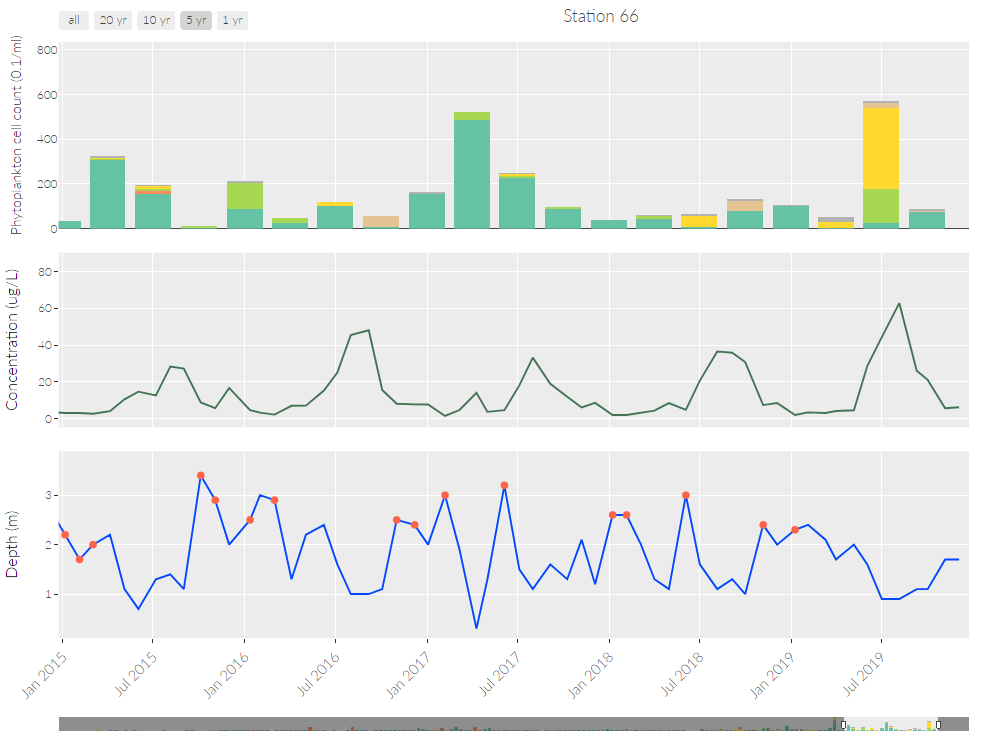 all 20 yr 10 yr 5 yr 1 yr
Station 66
Phytoplankton cell count (0.1/ml)
800
600
400
200
0
Concentration (ug/L)
80
60
40
20
0
Depth (m)
3
2
1
Jan 2015 Jul 2015 Jan 2016 Jul 2016 Jan 2017 Jul 2017 Jan 2018 Jul 2018 Jan 2019 Jul 2019